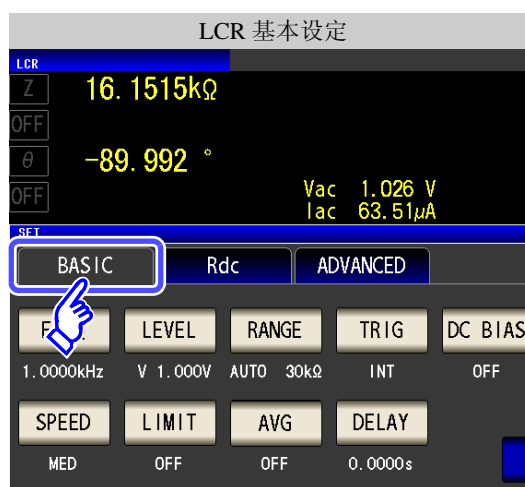 LCR 基本设定
LCR
Z 16.1515kΩ
OFF
θ -89.992 °
OFF
Vac 1.026 V
Iac 63.51μA
SET
BASIC Rdc ADVANCED
LEVEL RANGE TRIG DC BIAS
1.0000kHz V 1.000V AUTO 30kΩ INT OFF
SPEED LIMIT AVG DELAY
MED OFF OFF 0.0000s